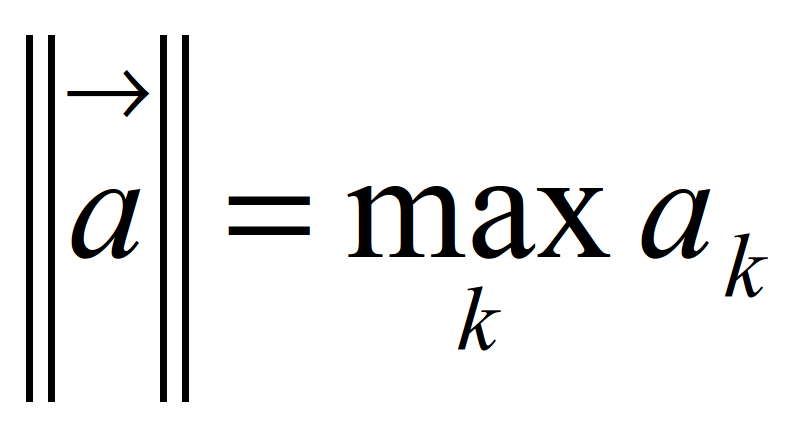 ‖a⃗‖ = max_k a_k